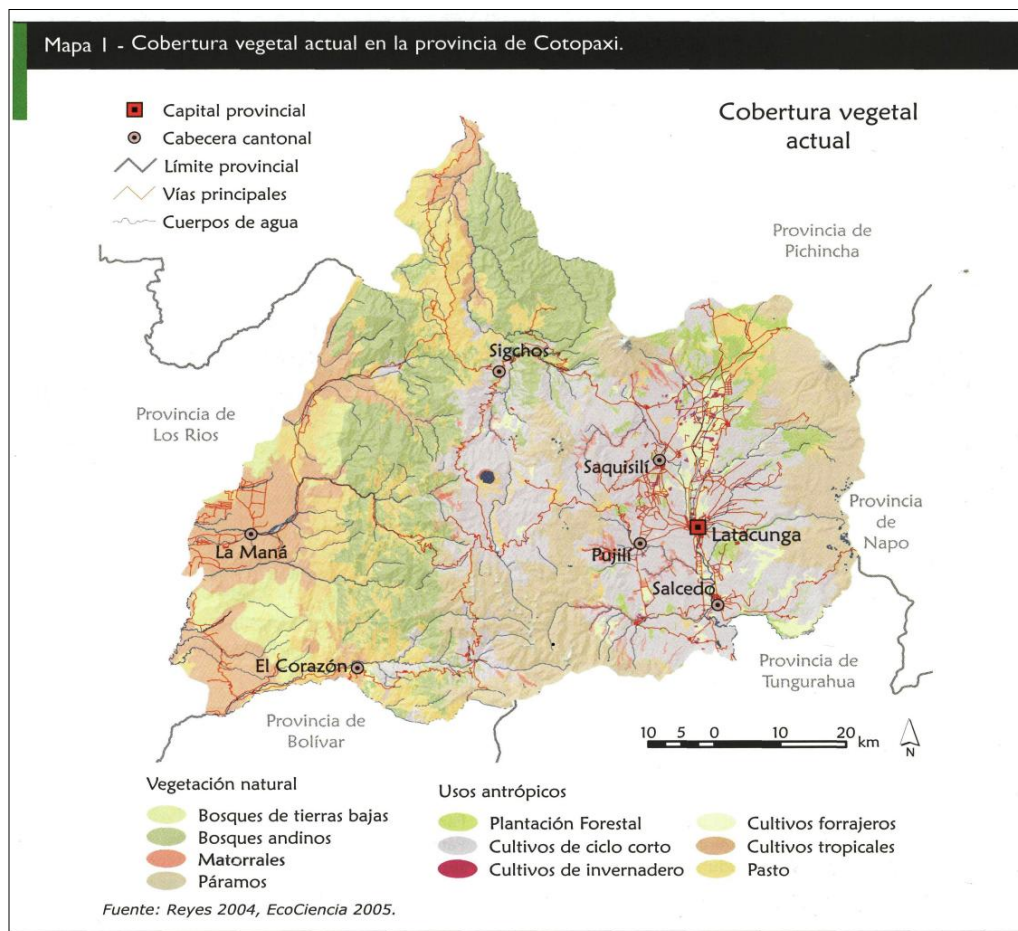 Mapa 1 - Cobertura vegetal actual en la provincia de Cotopaxi.
Capital provincial
Cabecera cantonal
Límite provincial
Vías principales
Cuerpos de agua
Cobertura vegetal
actual
Provincia de
Pichincha
Sigchos
Provincia de
Los Rios
Saquisilí
Provincia
de
Napo
La Maná
Pujilí
Latacunga
Salcedo
El Corazón
Provincia de
Tungurahua
Provincia de
Bolívar
10 5 0 10 20
km
N
Vegetación natural
Bosques de tierras bajas
Bosques andinos
Matorrales
Páramos
Usos antrópicos
Plantación Forestal
Cultivos de ciclo corto
Cultivos de invernadero
Cultivos forrajeros
Cultivos tropicales
Pasto
Fuente: Reyes 2004, EcoCiencia 2005.